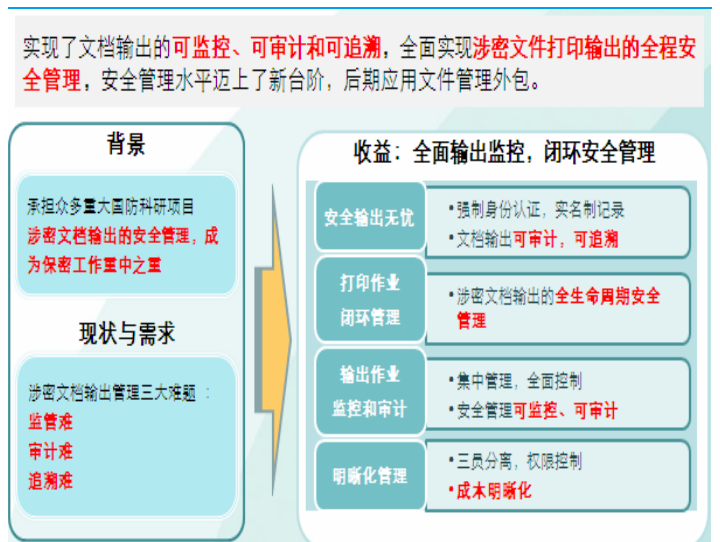 实现了文档输出的可监控、可审计和可追溯，全面实现涉密文件打印输出的全程安
全管理，安全管理水平迈上了新台阶，后期应用文件管理外包。
背景
承担众多重大国防科研项目
涉密文档输出的安全管理，成
为保密工作重中之重
现状与需求
涉密文档输出管理三大难题：
监管难
审计难
追溯难
收益：全面输出监控，闭环安全管理
安全输出无忧
•强制身份认证，实名制记录
•文档输出可审计，可追溯
打印作业
闭环管理
•涉密文档输出的全生命周期安全
管理
输出作业
监控和审计
•集中管理，全面控制
•安全管理可监控、可审计
明晰化管理
•三员分离，权限控制
•成本明晰化